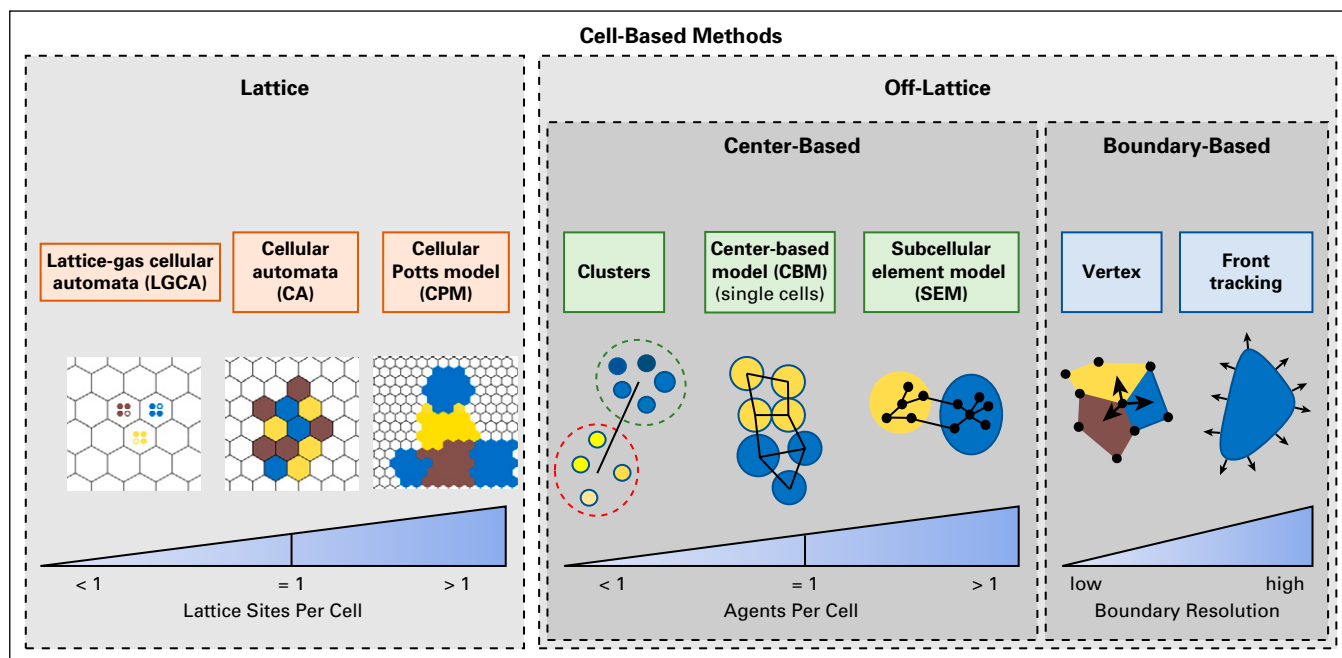 Cell-Based Methods
Lattice
Off-Lattice
Center-Based
Boundary-Based
Lattice-gas cellular
automata (LGCA)
Cellular
automata
(CA)
Cellular
Potts model
(CPM)
Clusters
Center-based
model (CBM)
(single cells)
Subcellular
element model
(SEM)
Vertex
Front
tracking
< 1
= 1
> 1
Lattice Sites Per Cell
< 1
= 1
> 1
Agents Per Cell
low
high
Boundary Resolution